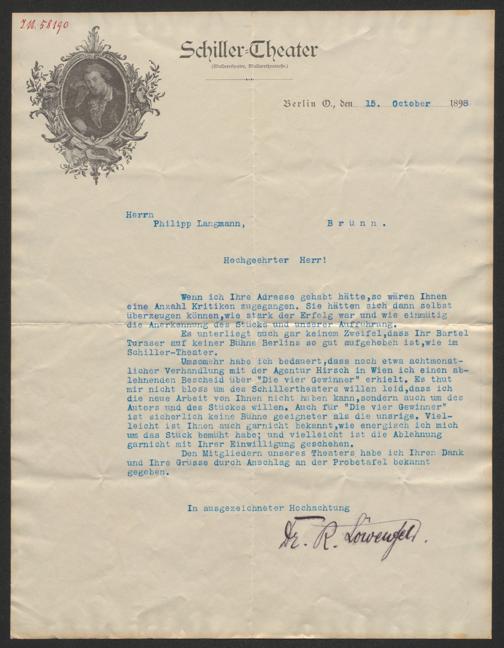 I.N. 58190
Schiller-Theater
(Wallnertheater, Wallnertheaterstr.)
Berlin O., den 15. October 1898
Herrn
Philipp Langmann,
Brünn.
Hochgeehrter Herr!
Wenn ich Ihre Adresse gehabt hätte, so wären Ihnen
eine Anzahl Kritiken zugegangen. Sie hätten sich dann selbst
überzeugen können, wie stark der Erfolg war und wie einmütig
die Anerkennung des Stücks und unserer Aufführung.
Es unterliegt auch gar keinem Zweifel, dass Ihr Bartel
Turaser auf keiner Bühne Berlins so gut aufgehoben ist, wie im
Schiller-Theater.
Umsomehr habe ich bedauert, dass noch etwa achtmonat-
licher Verhandlung mit der Agentur Hirsch in Wien ich einen ab-
lehnenden Bescheid über "Die vier Gewinner" erhielt. Es thut
mir nicht bloss um des Schillertheaters willen leid, dass ich
die neue Arbeit von Ihnen nicht haben kann, sondern auch um des
Autors und des Stückes willen. Auch für "Die vier Gewinner"
ist sicherlich keine Bühne geeigneter als die unsrige. Viel-
leicht ist Ihnen auch garnicht bekannt, wie energisch ich mich
um das Stück bemüht habe; und vielleicht ist die Ablehnung
garnicht mit Ihrer Einwilligung geschehen.
Den Mitgliedern unseres Theaters habe ich Ihren Dank
und Ihre Grüsse durch Anschlag an der Probetafel bekannt
gegeben.
In ausgezeichneter Hochachtung
Dr. R. Löwenfeld.